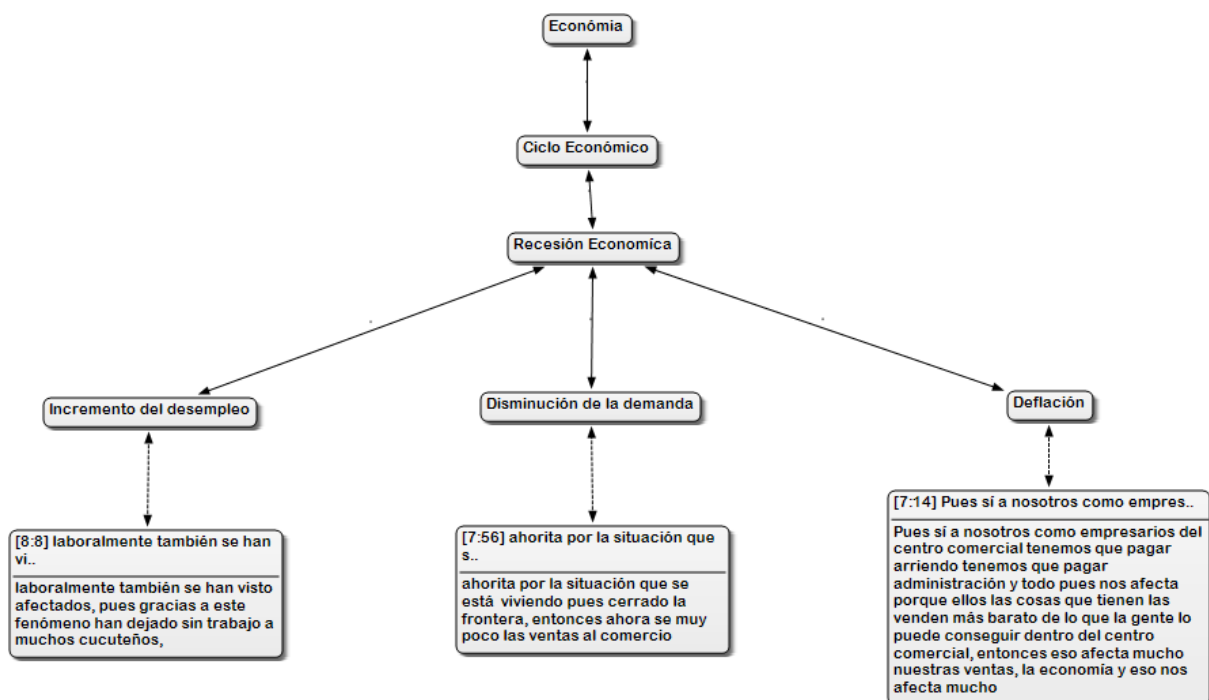 Económia
Ciclo Económico
Recesión Economíca
Incremento del desempleo
Disminución de la demanda
Deflación
[8:8] laboralmente también se han
vi..
laboralmente también se han visto
afectados, pues gracias a este
fenómeno han dejado sin trabajo a
muchos cucuteños,
[7:56] ahorita por la situación que
s..
ahorita por la situación que se
está viviendo pues cerrado la
frontera, entonces ahora se muy
poco las ventas al comercio
[7:14] Pues sí a nosotros como empres..
Pues sí a nosotros como empresarios del
centro comercial tenemos que pagar
arriendo tenemos que pagar
administración y todo pues nos afecta
porque ellos las cosas que tienen las
venden más barato de lo que la gente lo
puede conseguir dentro del centro
comercial, entonces eso afecta mucho
nuestras ventas, la economía y eso nos
afecta mucho